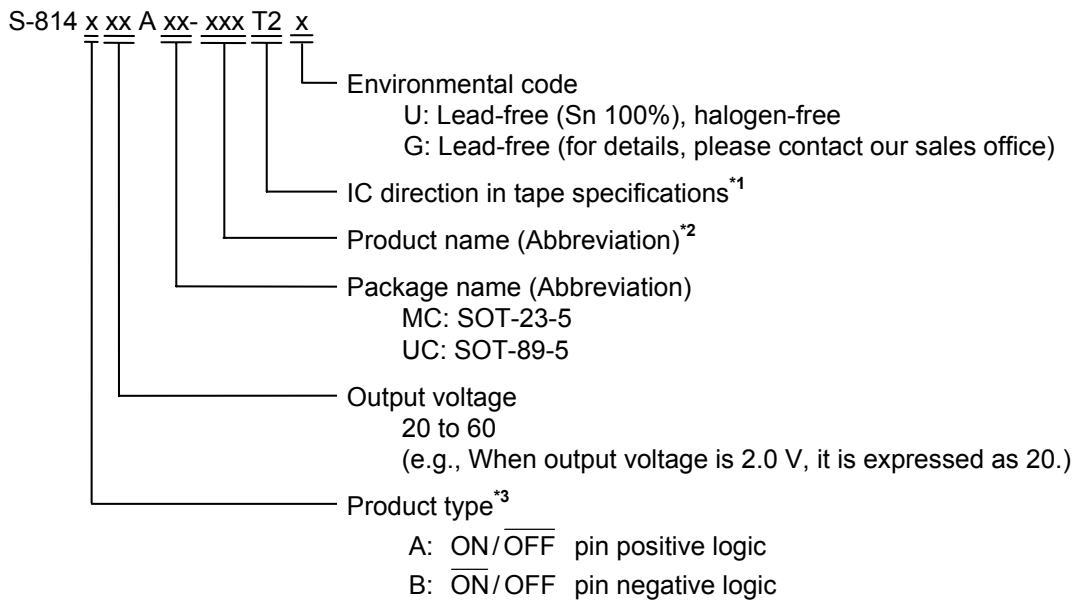 S-814 x xx A xx- xxx T2 x
Environmental code
U: Lead-free (Sn 100%), halogen-free
G: Lead-free (for details, please contact our sales office)
IC direction in tape specifications*1
Product name (Abbreviation)*2
Package name (Abbreviation)
MC: SOT-23-5
UC: SOT-89-5
Output voltage
20 to 60
(e.g., When output voltage is 2.0 V, it is expressed as 20.)
Product type*3
A: ON/O̅F̅F̅ pin positive logic
B: O̅N̅/OFF pin negative logic